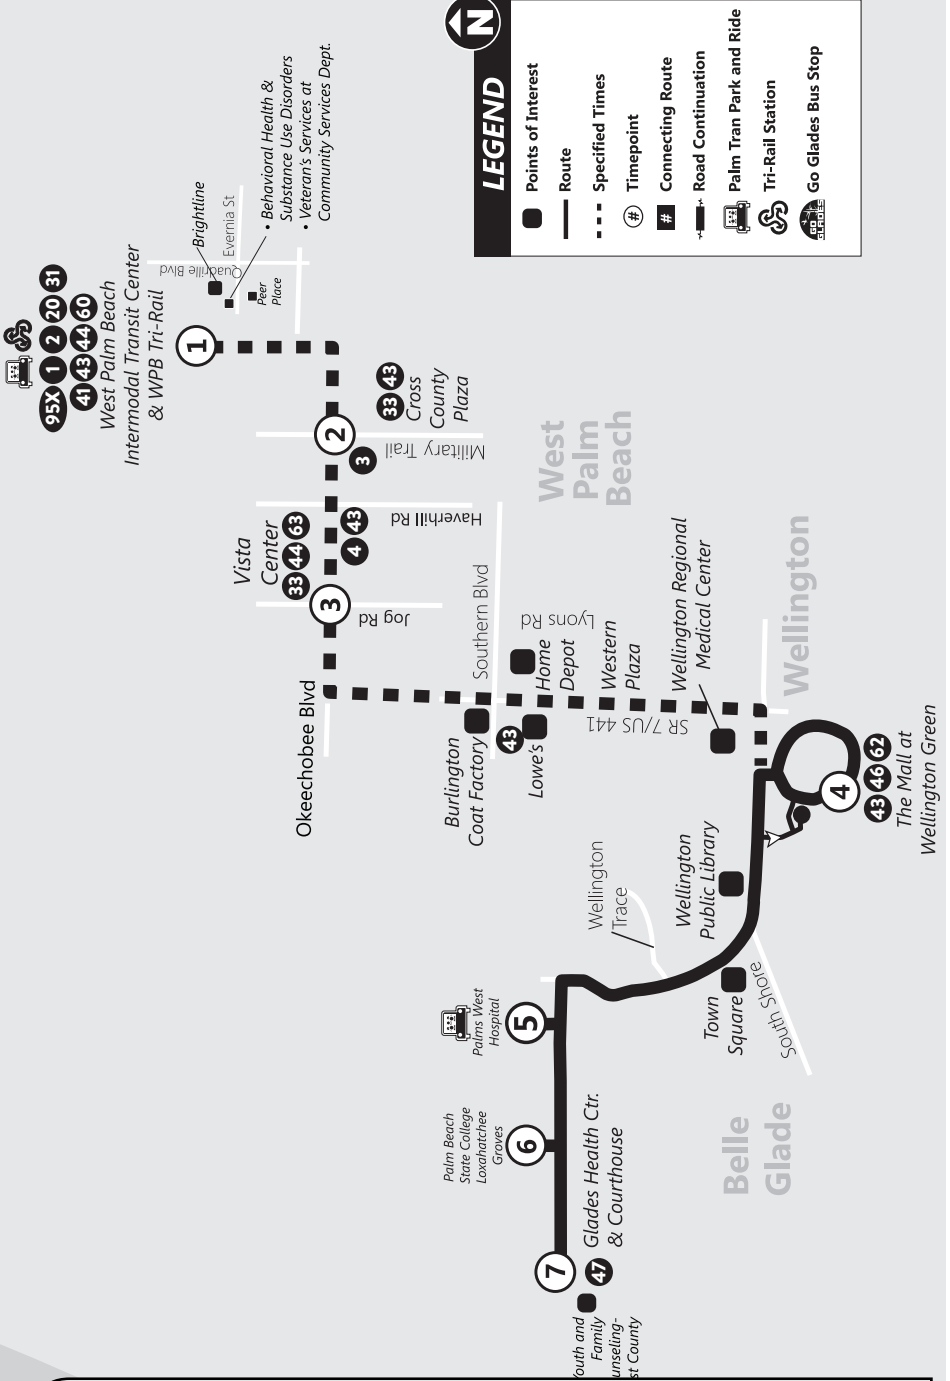 LEGEND
N
Points of Interest
Route
Specified Times
# Timepoint
# Connecting Route
Road Continuation
Palm Tran Park and Ride
Tri-Rail Station
GO GLADES Go Glades Bus Stop
95X 1 2 20 31
41 43 44 60
West Palm Beach
Intermodal Transit Center
& WPB Tri-Rail
1
Brightline
Quadrille Blvd
Evernia St
• Behavioral Health &
Substance Use Disorders
• Veteran's Services at
Community Services Dept.
Peer
Place
33 43
Cross
County
Plaza
2
3
Military Trail
West
Palm
Beach
Haverhill Rd
Vista
Center
33 44 63
4 43
3
Jog Rd
Okeechobee Blvd
Southern Blvd
Lyons Rd
Home
Depot
Western
Plaza
Burlington
Coat Factory
43
Lowe's
SR 7/US 441
Wellington Regional
Medical Center
Wellington
4
43 46 62
The Mall at
Wellington Green
Wellington
Public Library
Wellington
Trace
Town
Square
South Shore
Palms West
Hospital
5
Palm Beach
State College
Loxahatchee
Groves
6
Belle
Glade
7
47
Glades Health Ctr.
& Courthouse
outh and
Family
unseling-
st County